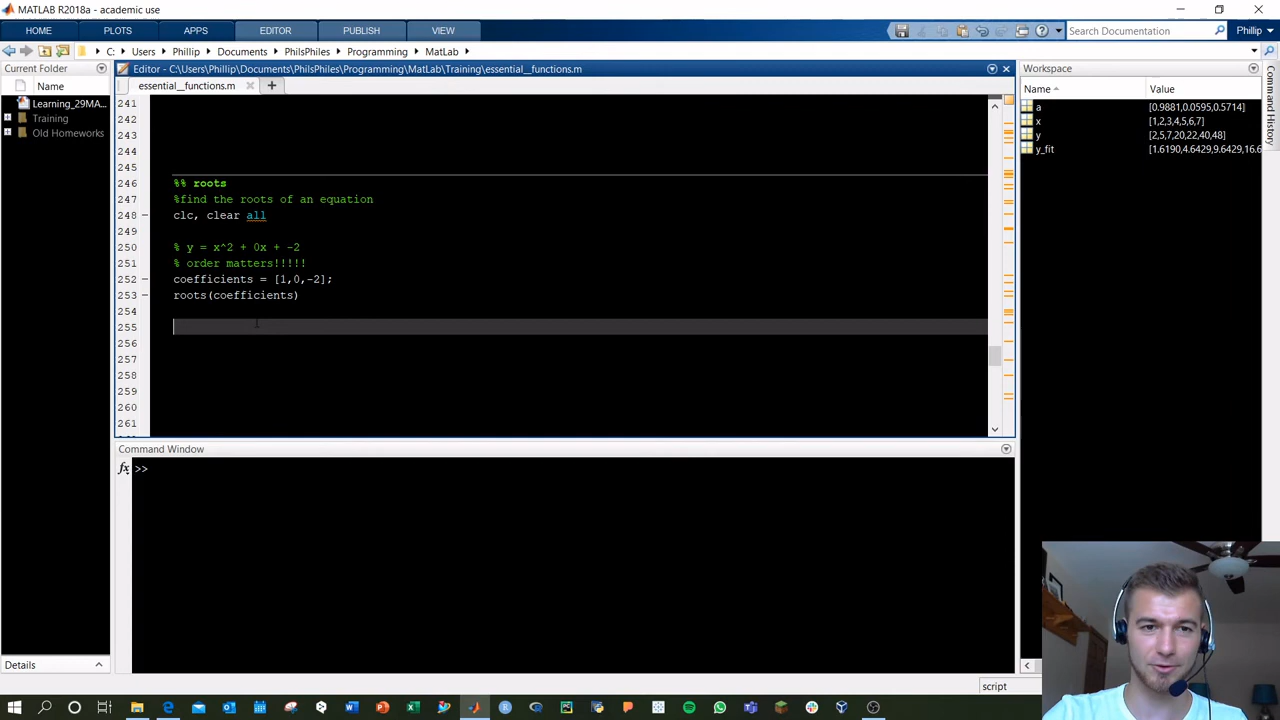 MATLAB R2018a - academic use
HOME PLOTS APPS EDITOR PUBLISH VIEW Search Documentation Phillip
C: Users Phillip Documents PhilsPhiles Programming MatLab
Current Folder
Name
Learning_29MA...
Training
Old Homeworks
Details
Editor - C:\Users\Phillip\Documents\PhilsPhiles\Programming\MatLab\Training\essential__functions.m
essential__functions.m
241
242
243
244
245
246 %% roots
247 %find the roots of an equation
248 clc, clear all
249
250 % y = x^2 + 0x + -2
251 % order matters!!!!!
252 coefficients = [1,0,-2];
253 roots(coefficients)
254
255
256
257
258
259
260
261
Command Window
fx >>
Workspace
Name Value
a [0.9881,0.0595,0.5714]
x [1,2,3,4,5,6,7]
y [2,5,7,20,22,40,48]
y_fit [1.6190,4.6429,9.6429,16.6
Command History
script